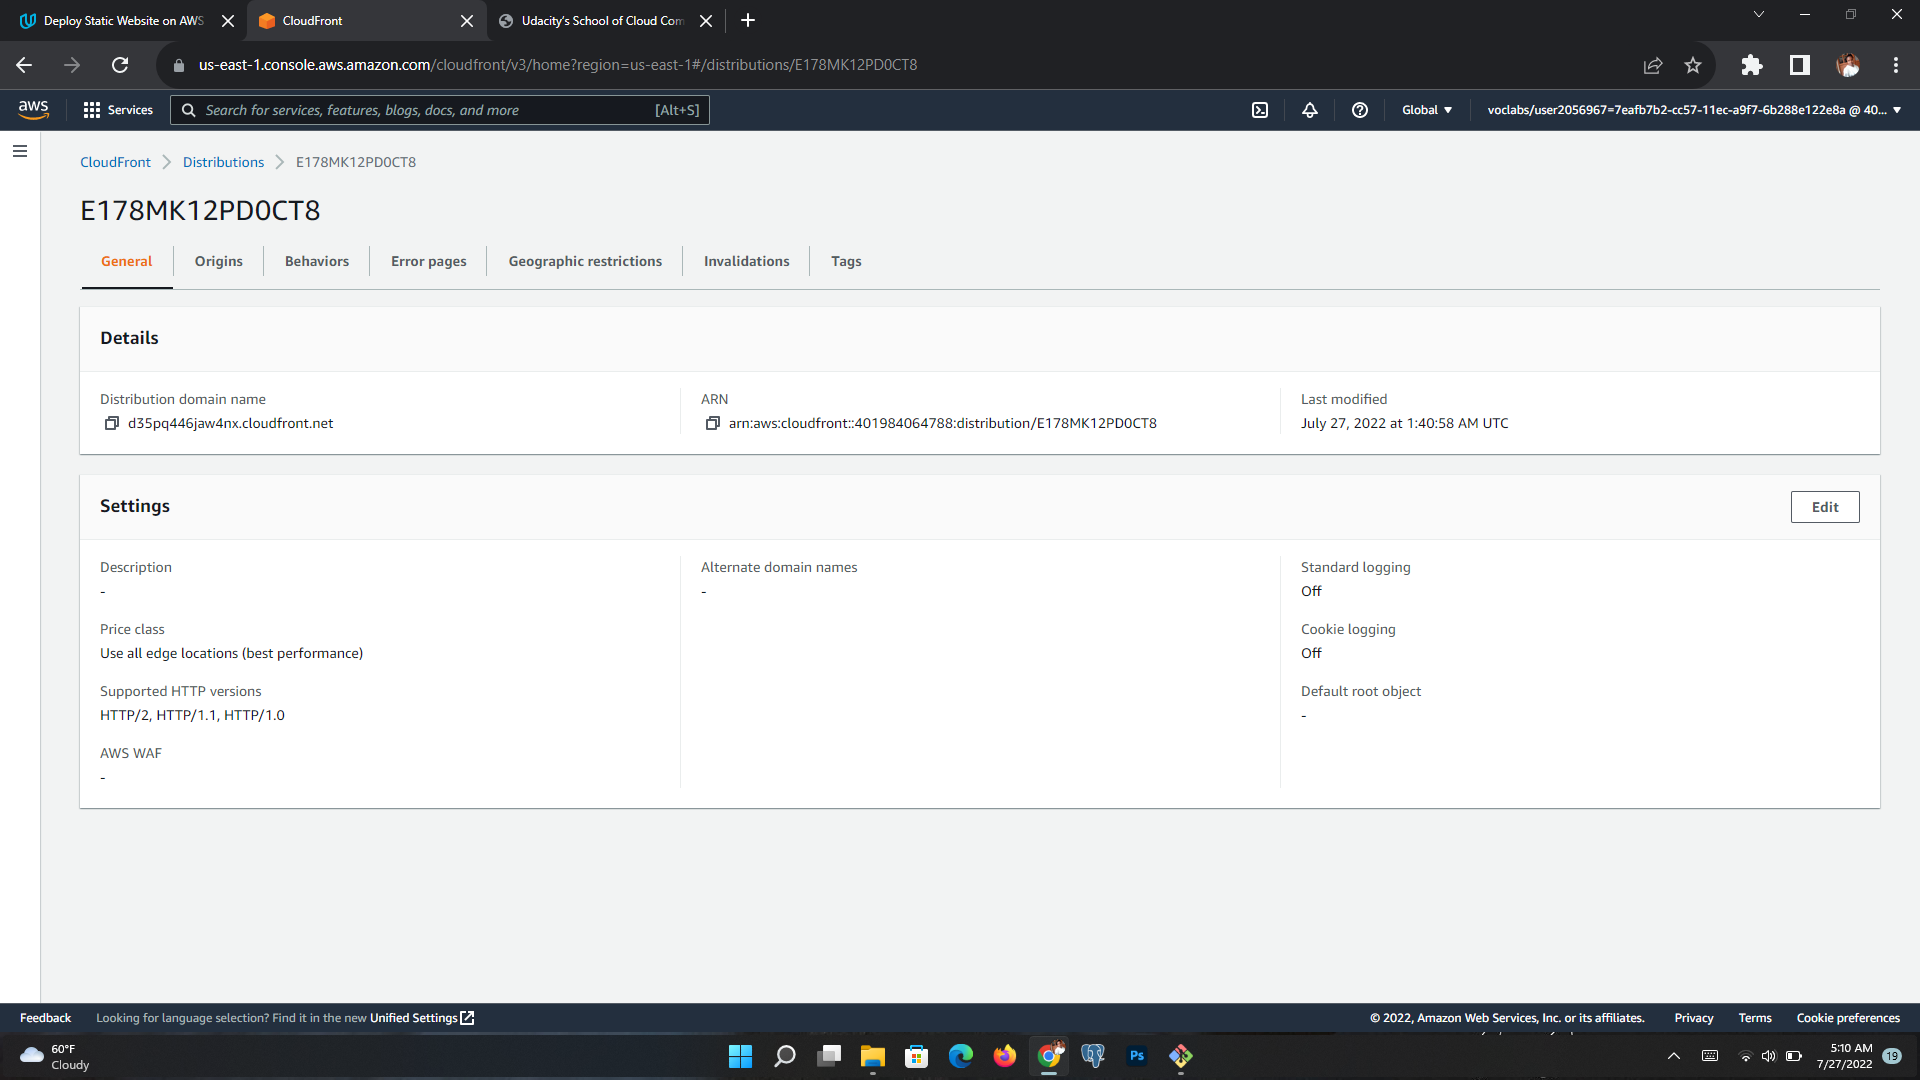 Deploy Static Website on AWS
CloudFront
Udacity's School of Cloud Com
us-east-1.console.aws.amazon.com/cloudfront/v3/home?region=us-east-1#/distributions/E178MK12PD0CT8
aws
Services
Search for services, features, blogs, docs, and more
[Alt+S]
Global
voclabs/user2056967=7eafb7b2-cc57-11ec-a9f7-6b288e122e8a @ 40...
CloudFront
Distributions
E178MK12PD0CT8
E178MK12PD0CT8
General
Origins
Behaviors
Error pages
Geographic restrictions
Invalidations
Tags
Details
Distribution domain name
d35pq446jaw4nx.cloudfront.net
ARN
arn:aws:cloudfront::401984064788:distribution/E178MK12PD0CT8
Last modified
July 27, 2022 at 1:40:58 AM UTC
Settings
Edit
Description
-
Price class
Use all edge locations (best performance)
Supported HTTP versions
HTTP/2, HTTP/1.1, HTTP/1.0
AWS WAF
-
Alternate domain names
-
Standard logging
Off
Cookie logging
Off
Default root object
-
Feedback
Looking for language selection? Find it in the new Unified Settings
© 2022, Amazon Web Services, Inc. or its affiliates.
Privacy
Terms
Cookie preferences
60°F
Cloudy
Ps
5:10 AM
7/27/2022
19